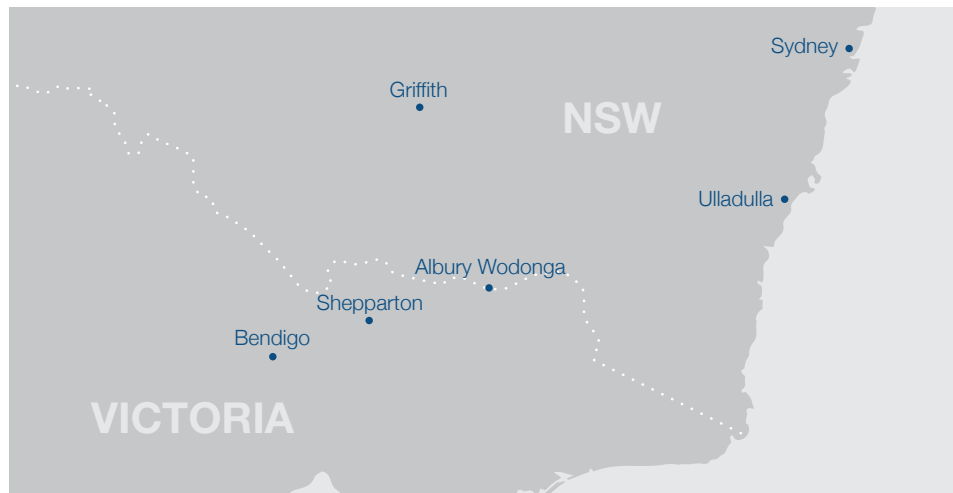 Sydney
Griffith
NSW
Ulladulla
Albury Wodonga
Shepparton
Bendigo
VICTORIA